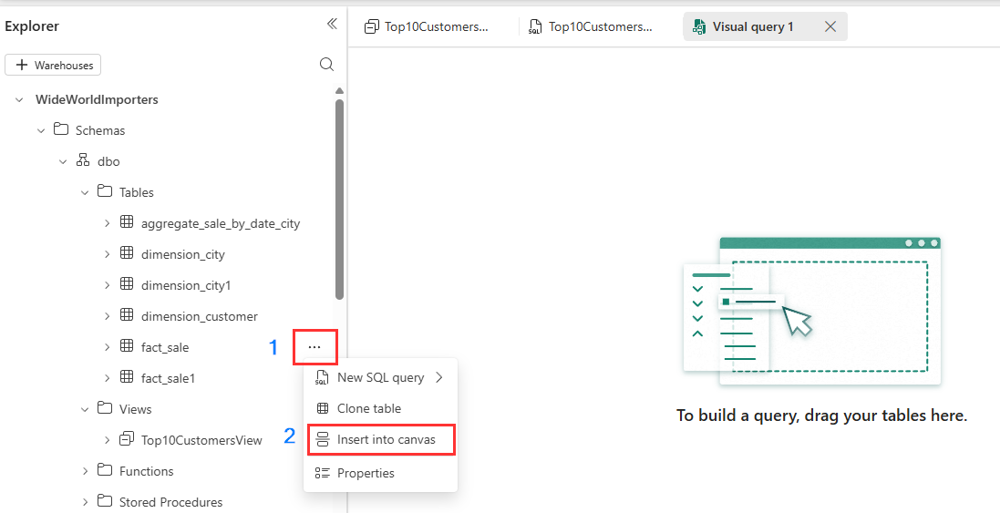 Explorer
Top10Customers...
SQL
Top10Customers...
Visual query 1
Warehouses
WideWorldImporters
Schemas
dbo
Tables
aggregate_sale_by_date_city
dimension_city
dimension_city1
dimension_customer
fact_sale
1
...
fact_sale1
SQL
New SQL query
Views
Clone table
Top10CustomersView
2
Insert into canvas
Functions
Properties
Stored Procedures
To build a query, drag your tables here.